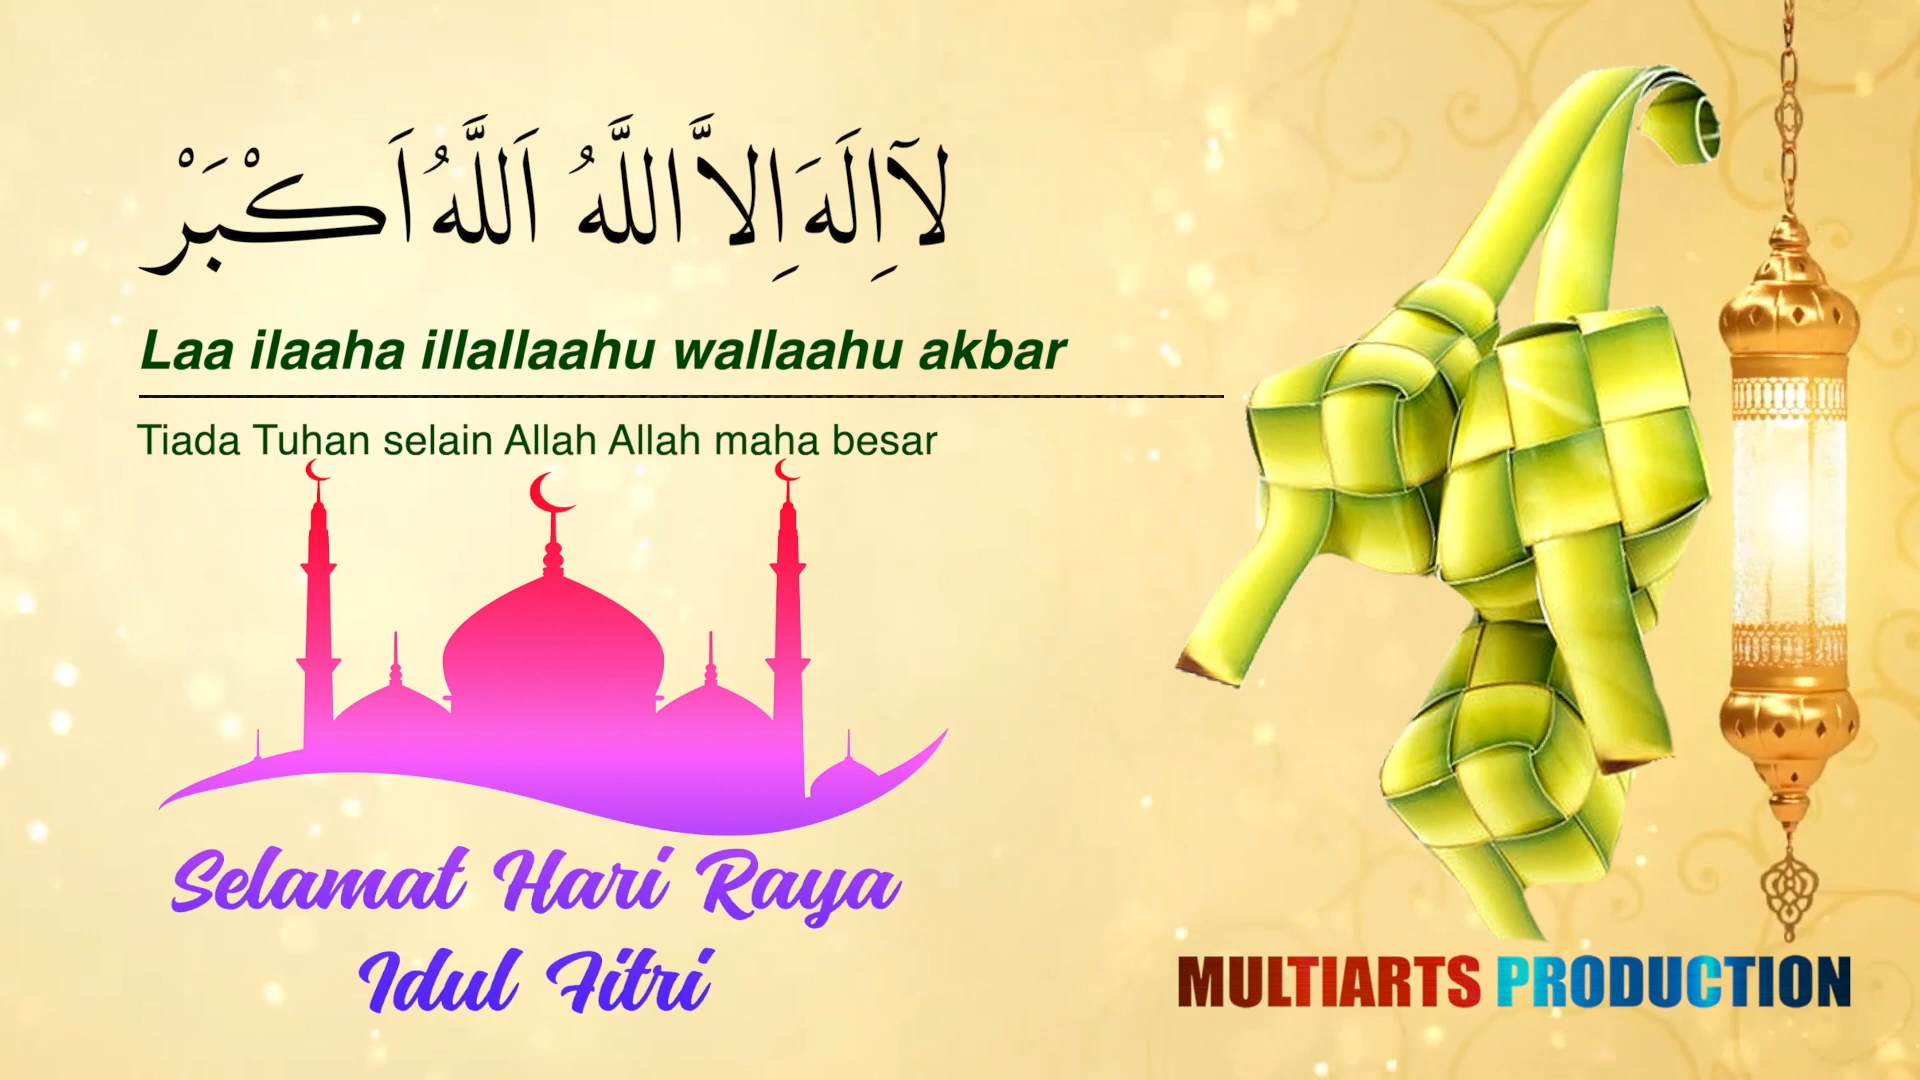 لَآاِلَهَ اِلاَّ اللَّهُ اَللَّهُ اَكْبَرْ
Laa ilaaha illallaahu wallaahu akbar
Tiada Tuhan selain Allah Allah maha besar
Selamat Hari Raya
Idul Fitri
MULTIARTS PRODUCTION